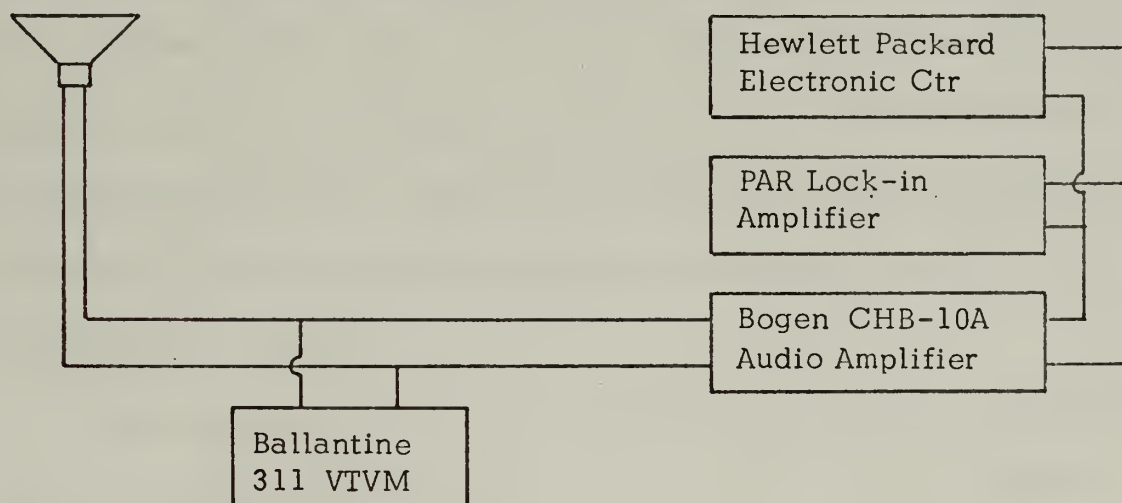 Hewlett Packard
Electronic Ctr
PAR Lock-in
Amplifier
Bogen CHB-10A
Audio Amplifier
Ballantine
311 VTVM